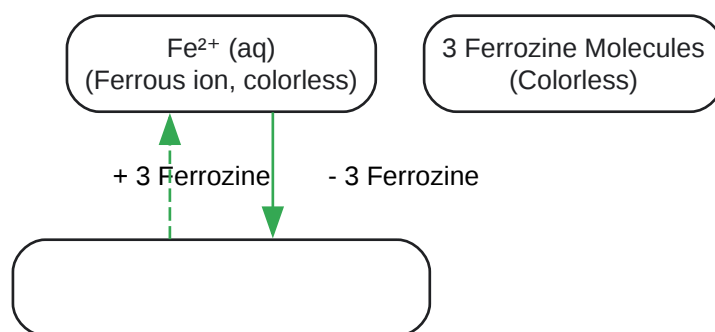 Fe²⁺ (aq)
(Ferrous ion, colorless)
3 Ferrozine Molecules
(Colorless)
+ 3 Ferrozine
- 3 Ferrozine